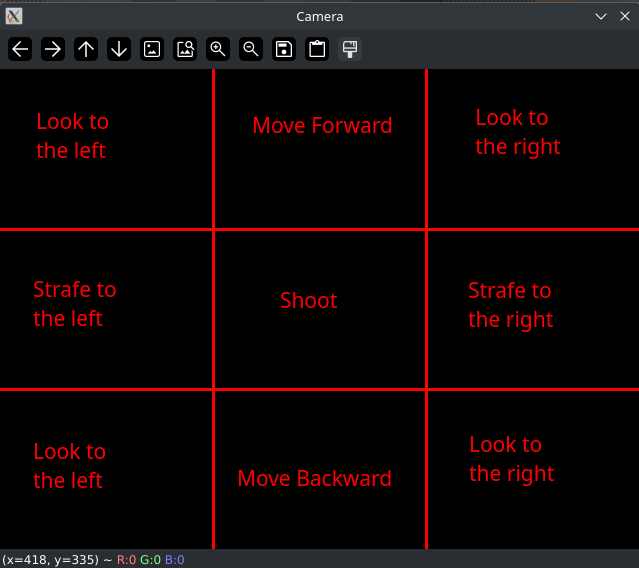 Camera
Look to
the left
Move Forward
Look to
the right
Strafe to
the left
Shoot
Strafe to
the right
Look to
the left
Move Backward
Look to
the right
(x=418, y=335) ~ R:0 G:0 B:0